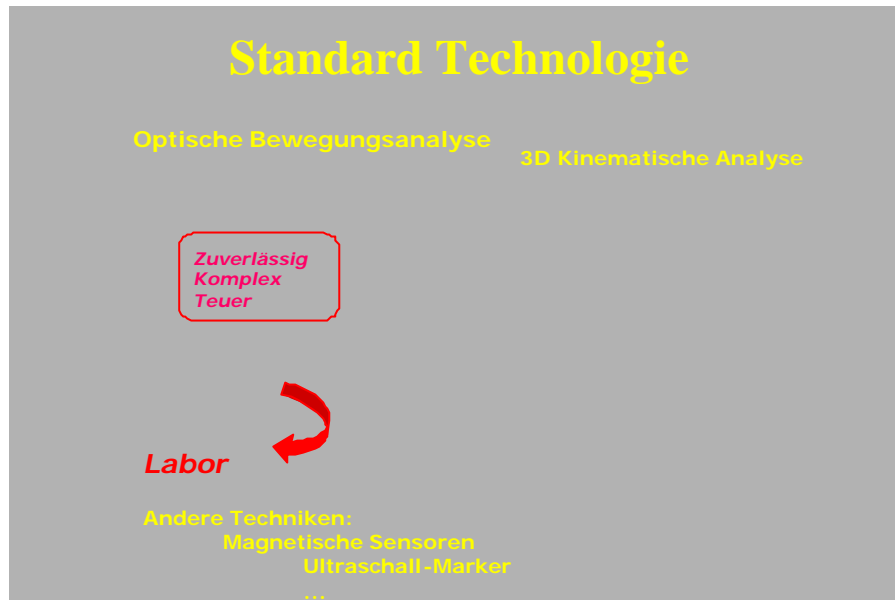 Standard Technologie
Optische Bewegungsanalyse
3D Kinematische Analyse
Zuverlässig
Komplex
Teuer
Labor
Andere Techniken:
Magnetische Sensoren
Ultraschall-Marker
...